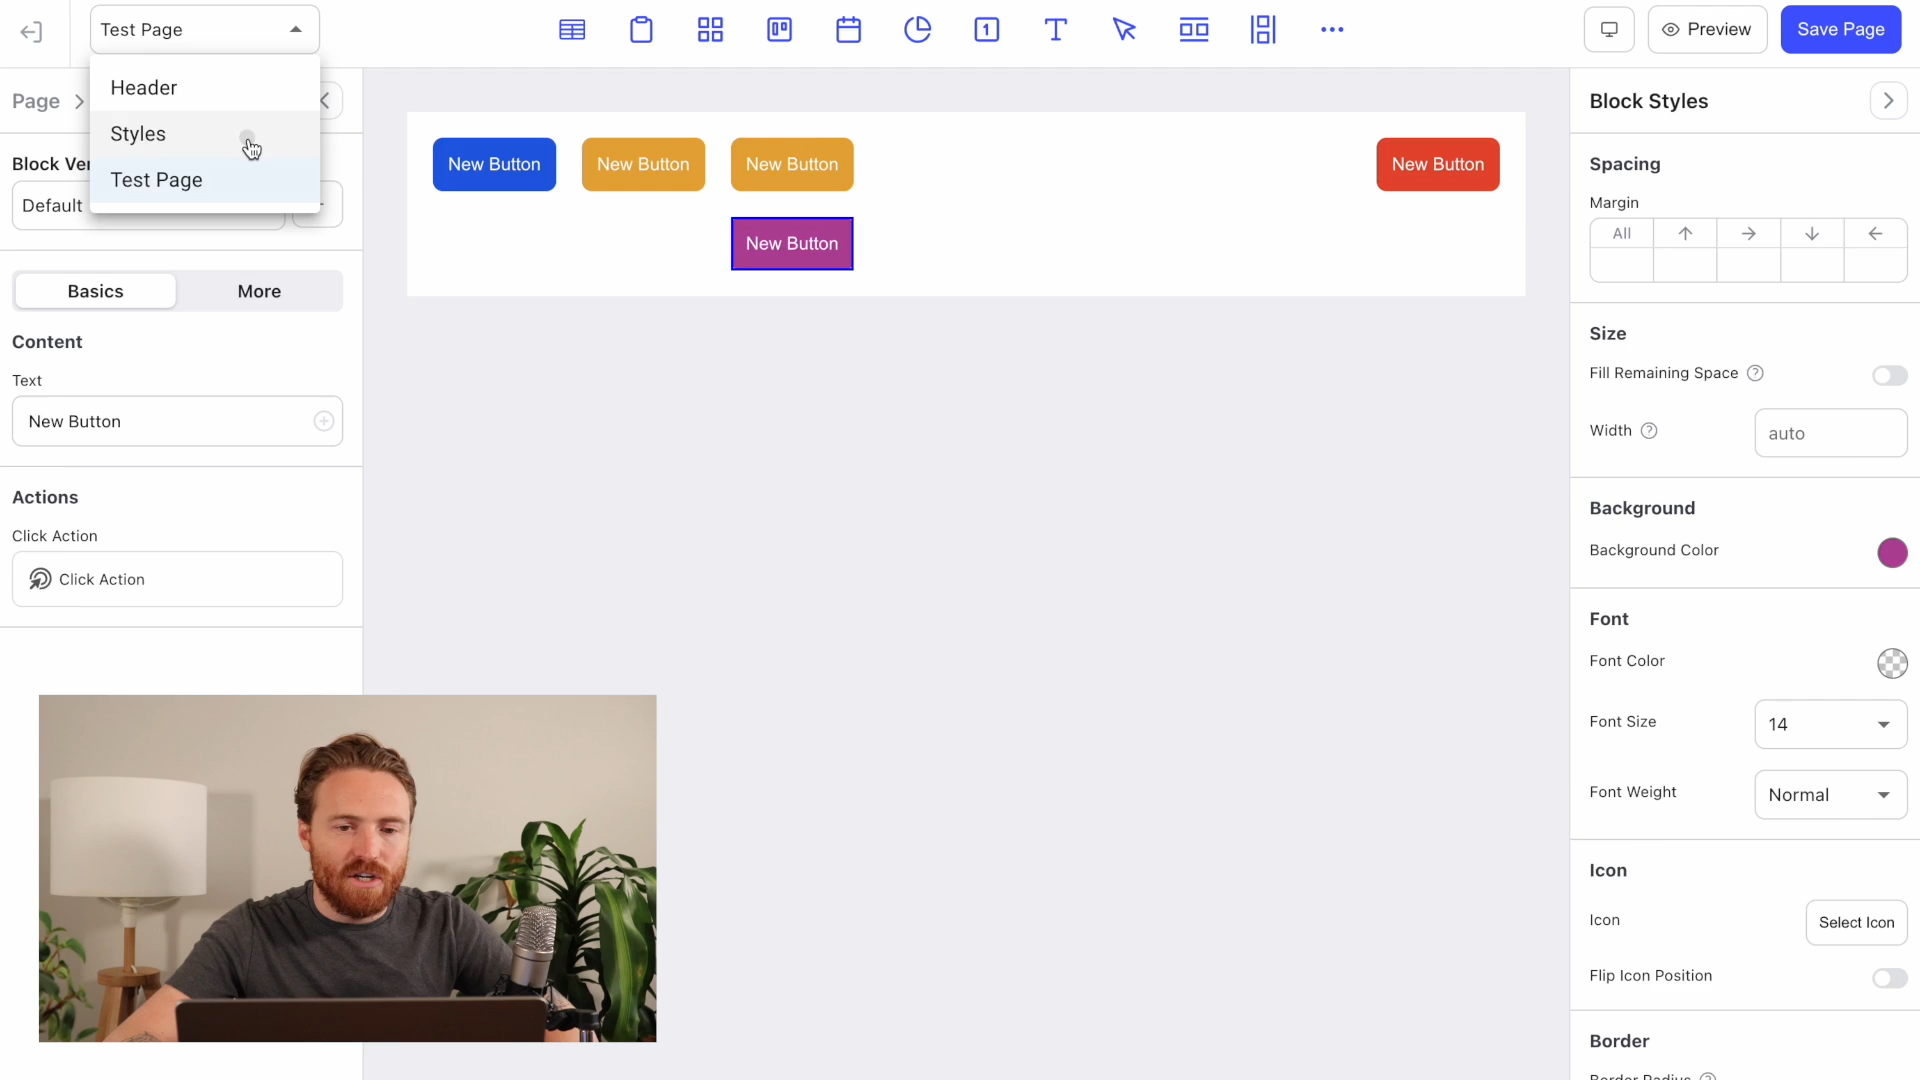 Test Page
Preview
Save Page
Header
Styles
Test Page
Page
Block Ver
Default
Basics
More
Content
Text
New Button
Actions
Click Action
Click Action
New Button
New Button
New Button
New Button
New Button
Block Styles
Spacing
Margin
All
Size
Fill Remaining Space
Width
auto
Background
Background Color
Font
Font Color
Font Size
14
Font Weight
Normal
Icon
Icon
Select Icon
Flip Icon Position
Border
Border Radius